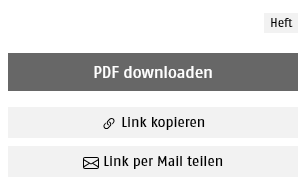 Heft
PDF downloaden
Link kopieren
Link per Mail teilen